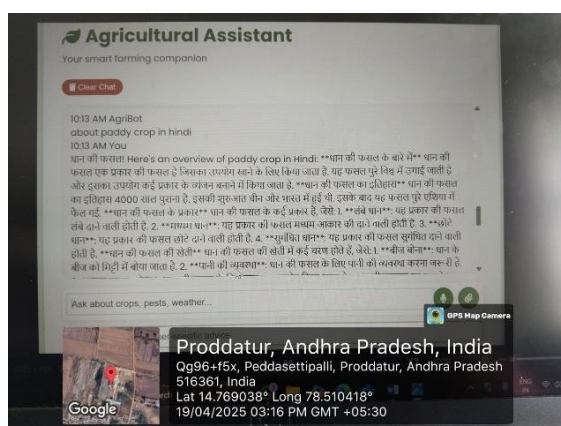 Agricultural Assistant
Your smart farming companion
Clear Chat
10:13 AM AgriBot
about paddy crop in hindi
10:13 AM You
धान की फसल! Here's an overview of paddy crop in Hindi: **धान की फसल के बारे में** धान की
फसल एक प्रकार की फसल है जिसका उपयोग खाने के लिए किया जाता है. यह फसल पुरे विश्व में उगाई जाती है
और इसका उपयोग कई प्रकार के व्यंजन बनाने में किया जाता है. **धान की फसल का इतिहास** धान की फसल
का इतिहास 4000 साल पुराना है. इसकी शुरुआत चीन और भारत में हुई थी. इसके बाद यह फसल पुरे एशिया में
फैल गई. **धान की फसल के प्रकार** धान की फसल के कई प्रकार हैं, जैसे: 1. **लंबे धान**: यह प्रकार की फसल
लंबे दाने वाली होती है. 2. **मध्यम धान**: यह प्रकार की फसल मध्यम आकार की दाने वाली होती है. 3. **छोटे
धान**: यह प्रकार की फसल छोटे दाने वाली होती है. 4. **सुगंधित धान**: यह प्रकार की फसल सुगंधित दाने वाली
होती है. **धान की फसल की खेती** धान की फसल की खेती में कई चरण होते हैं, जैसे: 1. **बीज बोना**: धान के
बीज को मिट्टी में बोया जाता है. 2. **पानी की व्यवस्था**: धान की फसल के लिए पानी की व्यवस्था करना जरूरी है.
Ask about crops, pests, weather...
GPS Map Camera
specific advice
Proddatur, Andhra Pradesh, India
Qg96+f5x, Peddasettipalli, Proddatur, Andhra Pradesh
516361, India
Lat 14.769038° Long 78.510418°
19/04/2025 03:16 PM GMT +05:30
Google
ENG
IN